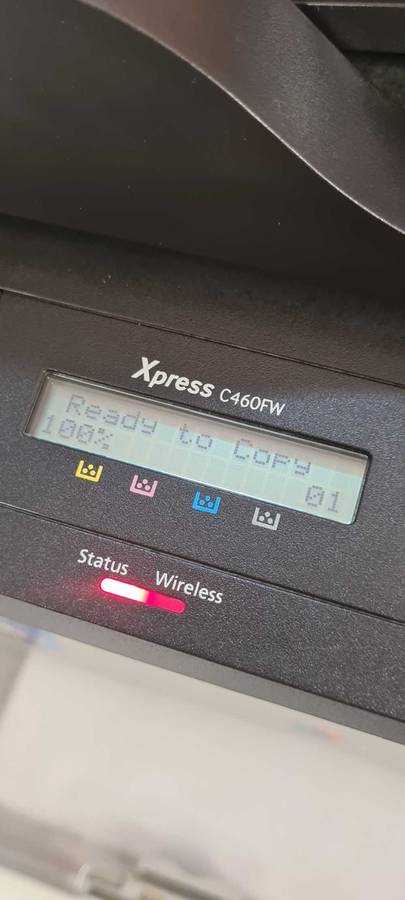 Xpress C460FW
Ready to Copy
100% 01
Status Wireless